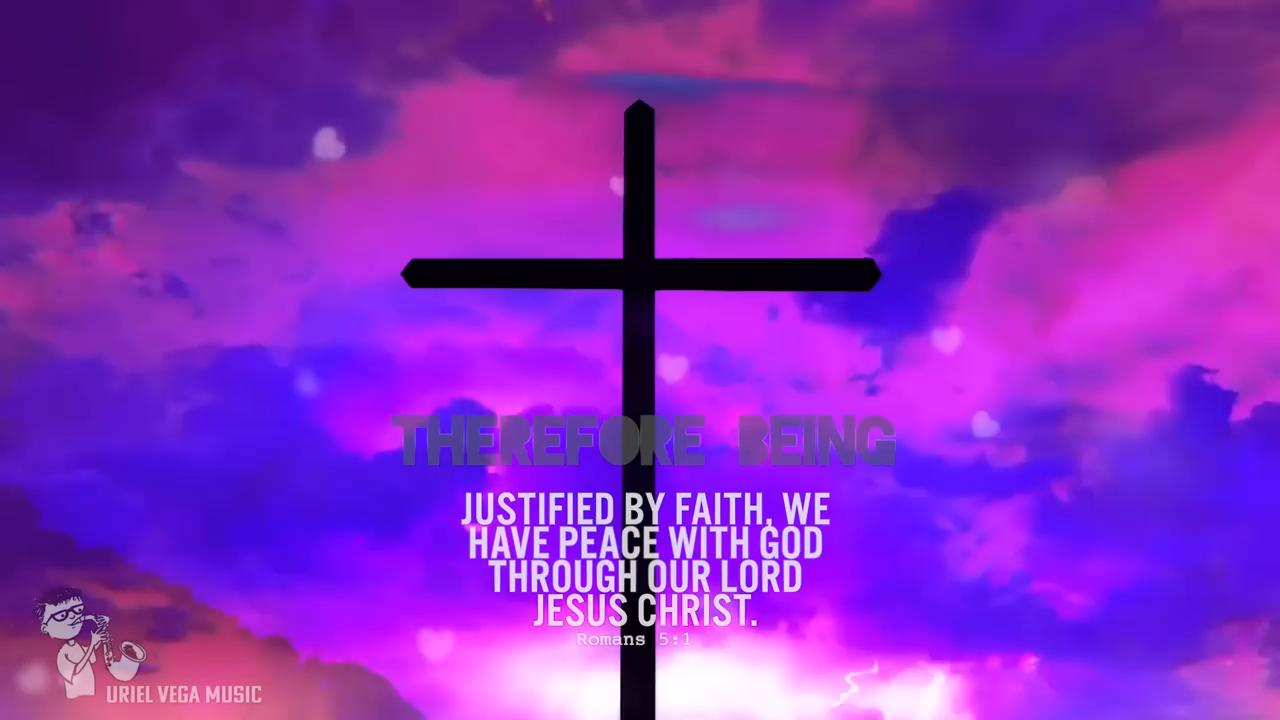 THEREFORE BEING
JUSTIFIED BY FAITH, WE
HAVE PEACE WITH GOD
THROUGH OUR LORD
JESUS CHRIST.
Romans 5:1
URIEL VEGA MUSIC